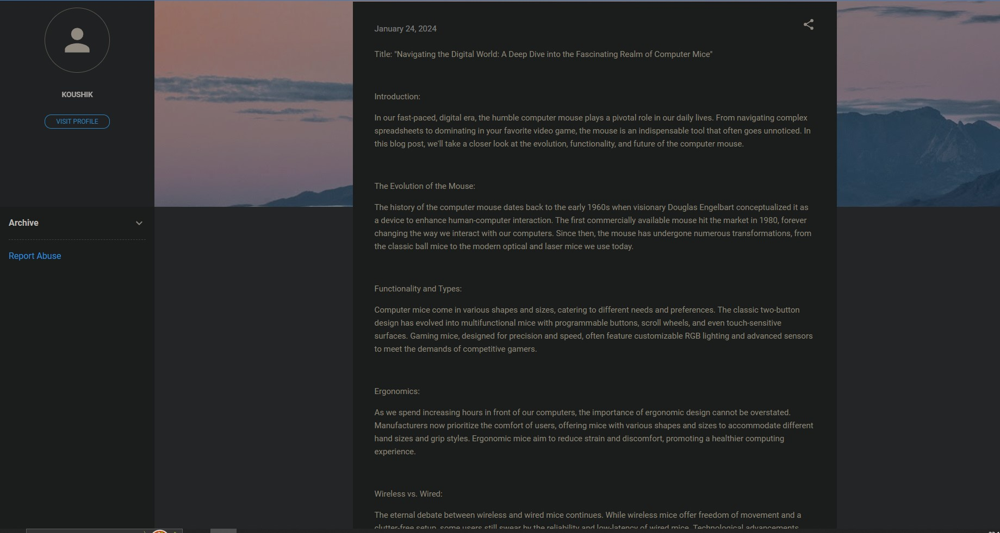 KOUSHIK
VISIT PROFILE
Archive
Report Abuse
January 24, 2024
Title: "Navigating the Digital World: A Deep Dive into the Fascinating Realm of Computer Mice"
Introduction:
In our fast-paced, digital era, the humble computer mouse plays a pivotal role in our daily lives. From navigating complex
spreadsheets to dominating in your favorite video game, the mouse is an indispensable tool that often goes unnoticed. In
this blog post, we'll take a closer look at the evolution, functionality, and future of the computer mouse.
The Evolution of the Mouse:
The history of the computer mouse dates back to the early 1960s when visionary Douglas Engelbart conceptualized it as
a device to enhance human-computer interaction. The first commercially available mouse hit the market in 1980, forever
changing the way we interact with our computers. Since then, the mouse has undergone numerous transformations, from
the classic ball mice to the modern optical and laser mice we use today.
Functionality and Types:
Computer mice come in various shapes and sizes, catering to different needs and preferences. The classic two-button
design has evolved into multifunctional mice with programmable buttons, scroll wheels, and even touch-sensitive
surfaces. Gaming mice, designed for precision and speed, often feature customizable RGB lighting and advanced sensors
to meet the demands of competitive gamers.
Ergonomics:
As we spend increasing hours in front of our computers, the importance of ergonomic design cannot be overstated.
Manufacturers now prioritize the comfort of users, offering mice with various shapes and sizes to accommodate different
hand sizes and grip styles. Ergonomic mice aim to reduce strain and discomfort, promoting a healthier computing
experience.
Wireless vs. Wired:
The eternal debate between wireless and wired mice continues. While wireless mice offer freedom of movement and a
clutter-free setup, some users still swear by the reliability and low-latency of wired mice. Technological advancements